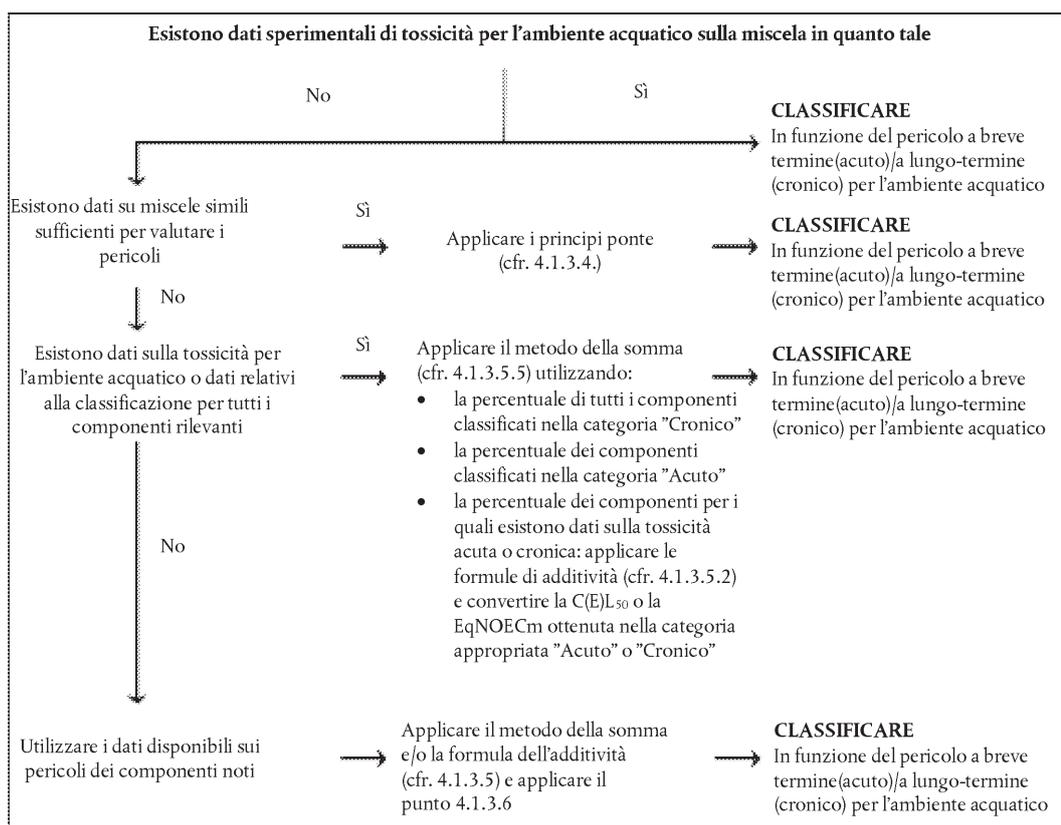 Esistono dati sperimentali di tossicità per l'ambiente acquatico sulla miscela in quanto tale
No
Sì
CLASSIFICARE
In funzione del pericolo a breve
termine(acuto)/a lungo-termine
(cronico) per l'ambiente acquatico
Esistono dati su miscele simili
sufficienti per valutare i
pericoli
Sì
Applicare i principi ponte
(cfr. 4.1.3.4.)
CLASSIFICARE
In funzione del pericolo a breve
termine(acuto)/a lungo-termine
(cronico) per l'ambiente acquatico
No
Esistono dati sulla tossicità per
l'ambiente acquatico o dati relativi
alla classificazione per tutti i
componenti rilevanti
Sì
Applicare il metodo della somma
(cfr. 4.1.3.5.5) utilizzando:
• la percentuale di tutti i componenti
classificati nella categoria "Cronico"
• la percentuale dei componenti
classificati nella categoria "Acuto"
• la percentuale dei componenti per i
quali esistono dati sulla tossicità
acuta o cronica: applicare le
formule di additività (cfr. 4.1.3.5.2)
e convertire la C(E)L50 o la
EqNOECm ottenuta nella categoria
appropriata "Acuto" o "Cronico"
CLASSIFICARE
In funzione del pericolo a breve
termine(acuto)/a lungo-termine
(cronico) per l'ambiente acquatico
No
Utilizzare i dati disponibili sui
pericoli dei componenti noti
Applicare il metodo della somma
e/o la formula dell'additività
(cfr. 4.1.3.5) e applicare il
punto 4.1.3.6
CLASSIFICARE
In funzione del pericolo a breve
termine(acuto)/a lungo-termine
(cronico) per l'ambiente acquatico